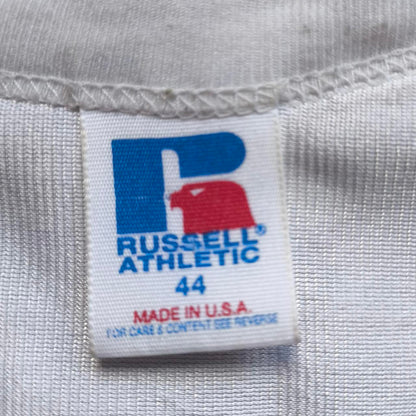 R
RUSSELL®
ATHLETIC
44
MADE IN U.S.A.
FOR CARE & CONTENT SEE REVERSE